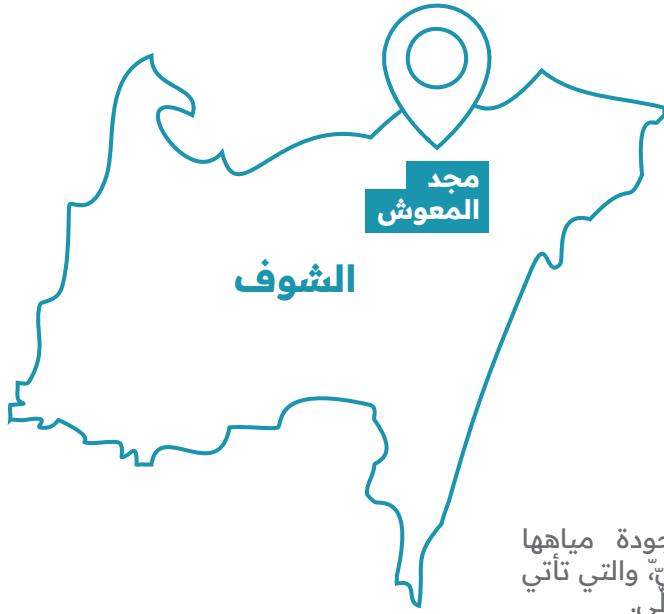 مجد
المعوش
الشوف
جودة مياهها
والتي تأتي